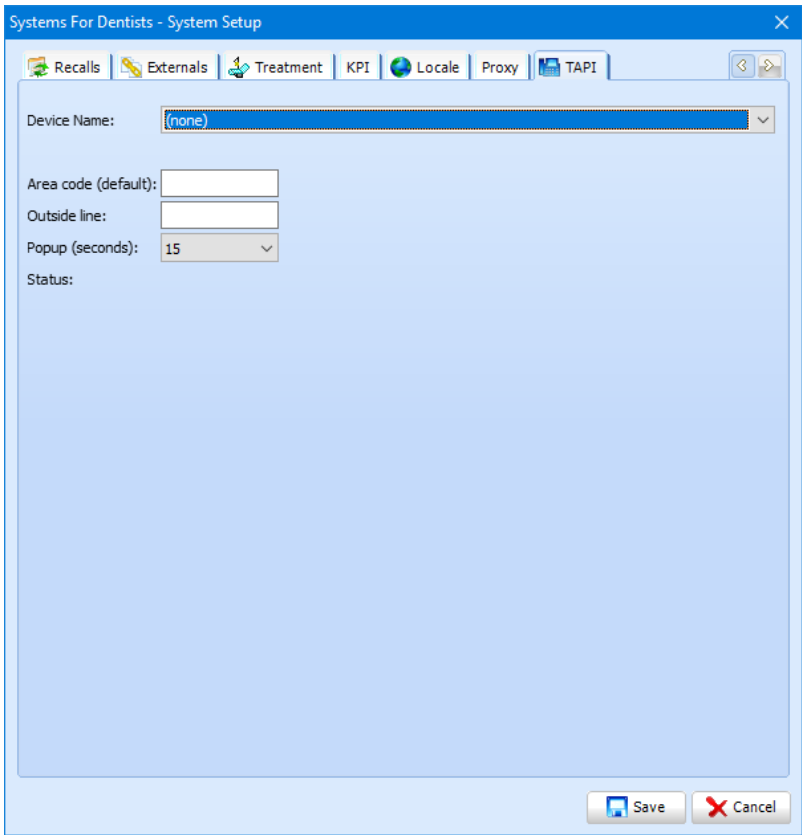 Systems For Dentists - System Setup
Recalls Externals Treatment KPI Locale Proxy TAPI
Device Name: (none)
Area code (default):
Outside line:
Popup (seconds): 15
Status:
Save Cancel